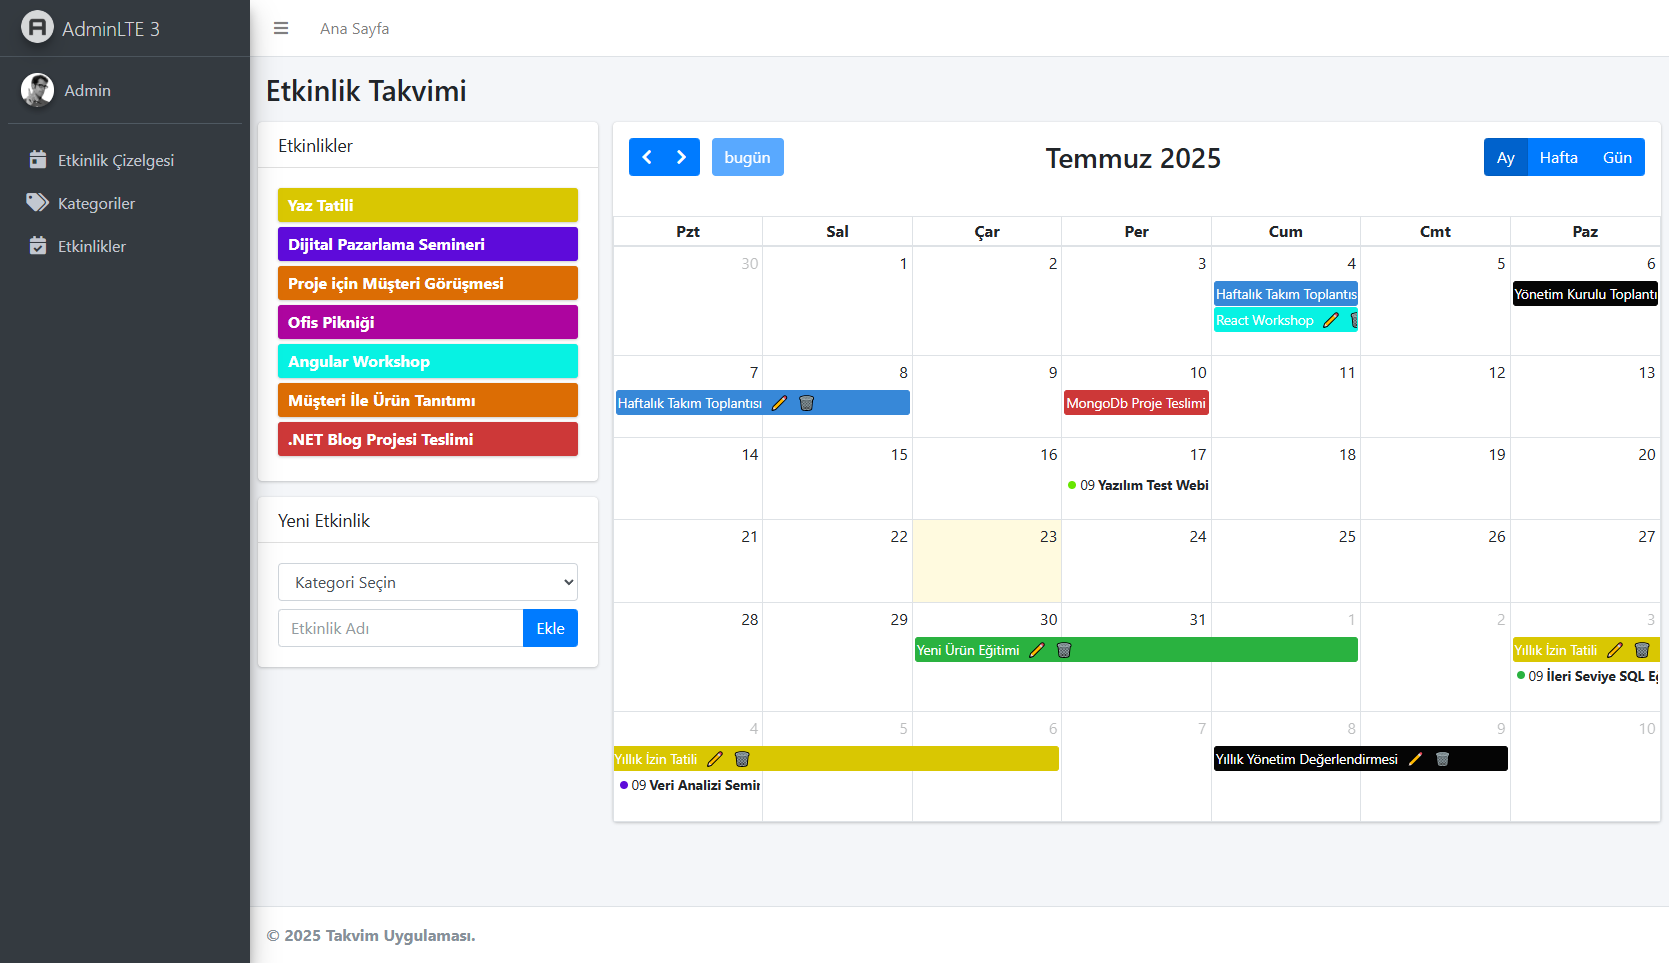 AdminLTE 3
Admin
Etkinlik Çizelgesi
Kategoriler
Etkinlikler
Ana Sayfa
Etkinlik Takvimi
Etkinlikler
Yaz Tatili
Dijital Pazarlama Semineri
Proje için Müşteri Görüşmesi
Ofis Pikniği
Angular Workshop
Müşteri İle Ürün Tanıtımı
.NET Blog Projesi Teslimi
Yeni Etkinlik
Kategori Seçin
Etkinlik Adı Ekle
bugün Temmuz 2025 Ay Hafta Gün
Pzt Sal Çar Per Cum Cmt Paz
30 1 2 3 4 5 6
Haftalık Takım Toplantıs Yönetim Kurulu Toplantı
React Workshop
7 8 9 10 11 12 13
Haftalık Takım Toplantısı MongoDb Proje Teslimi
14 15 16 17 18 19 20
09 Yazılım Test Webi
21 22 23 24 25 26 27
28 29 30 31 1 2 3
Yeni Ürün Eğitimi Yıllık İzin Tatili
09 İleri Seviye SQL Eğ
4 5 6 7 8 9 10
Yıllık İzin Tatili Yıllık Yönetim Değerlendirmesi
09 Veri Analizi Semin
© 2025 Takvim Uygulaması.